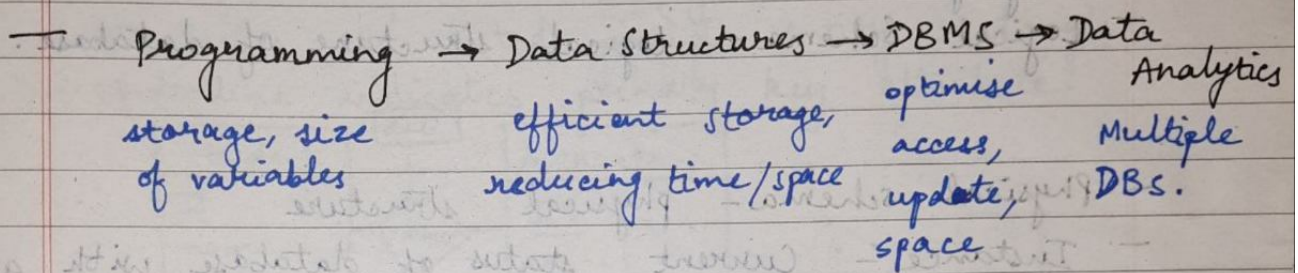 — Programming → Data Structures → DBMS → Data Analytics
storage, size of variables
efficient storage, reducing time/space
optimise access, update, space
Multiple DBs.